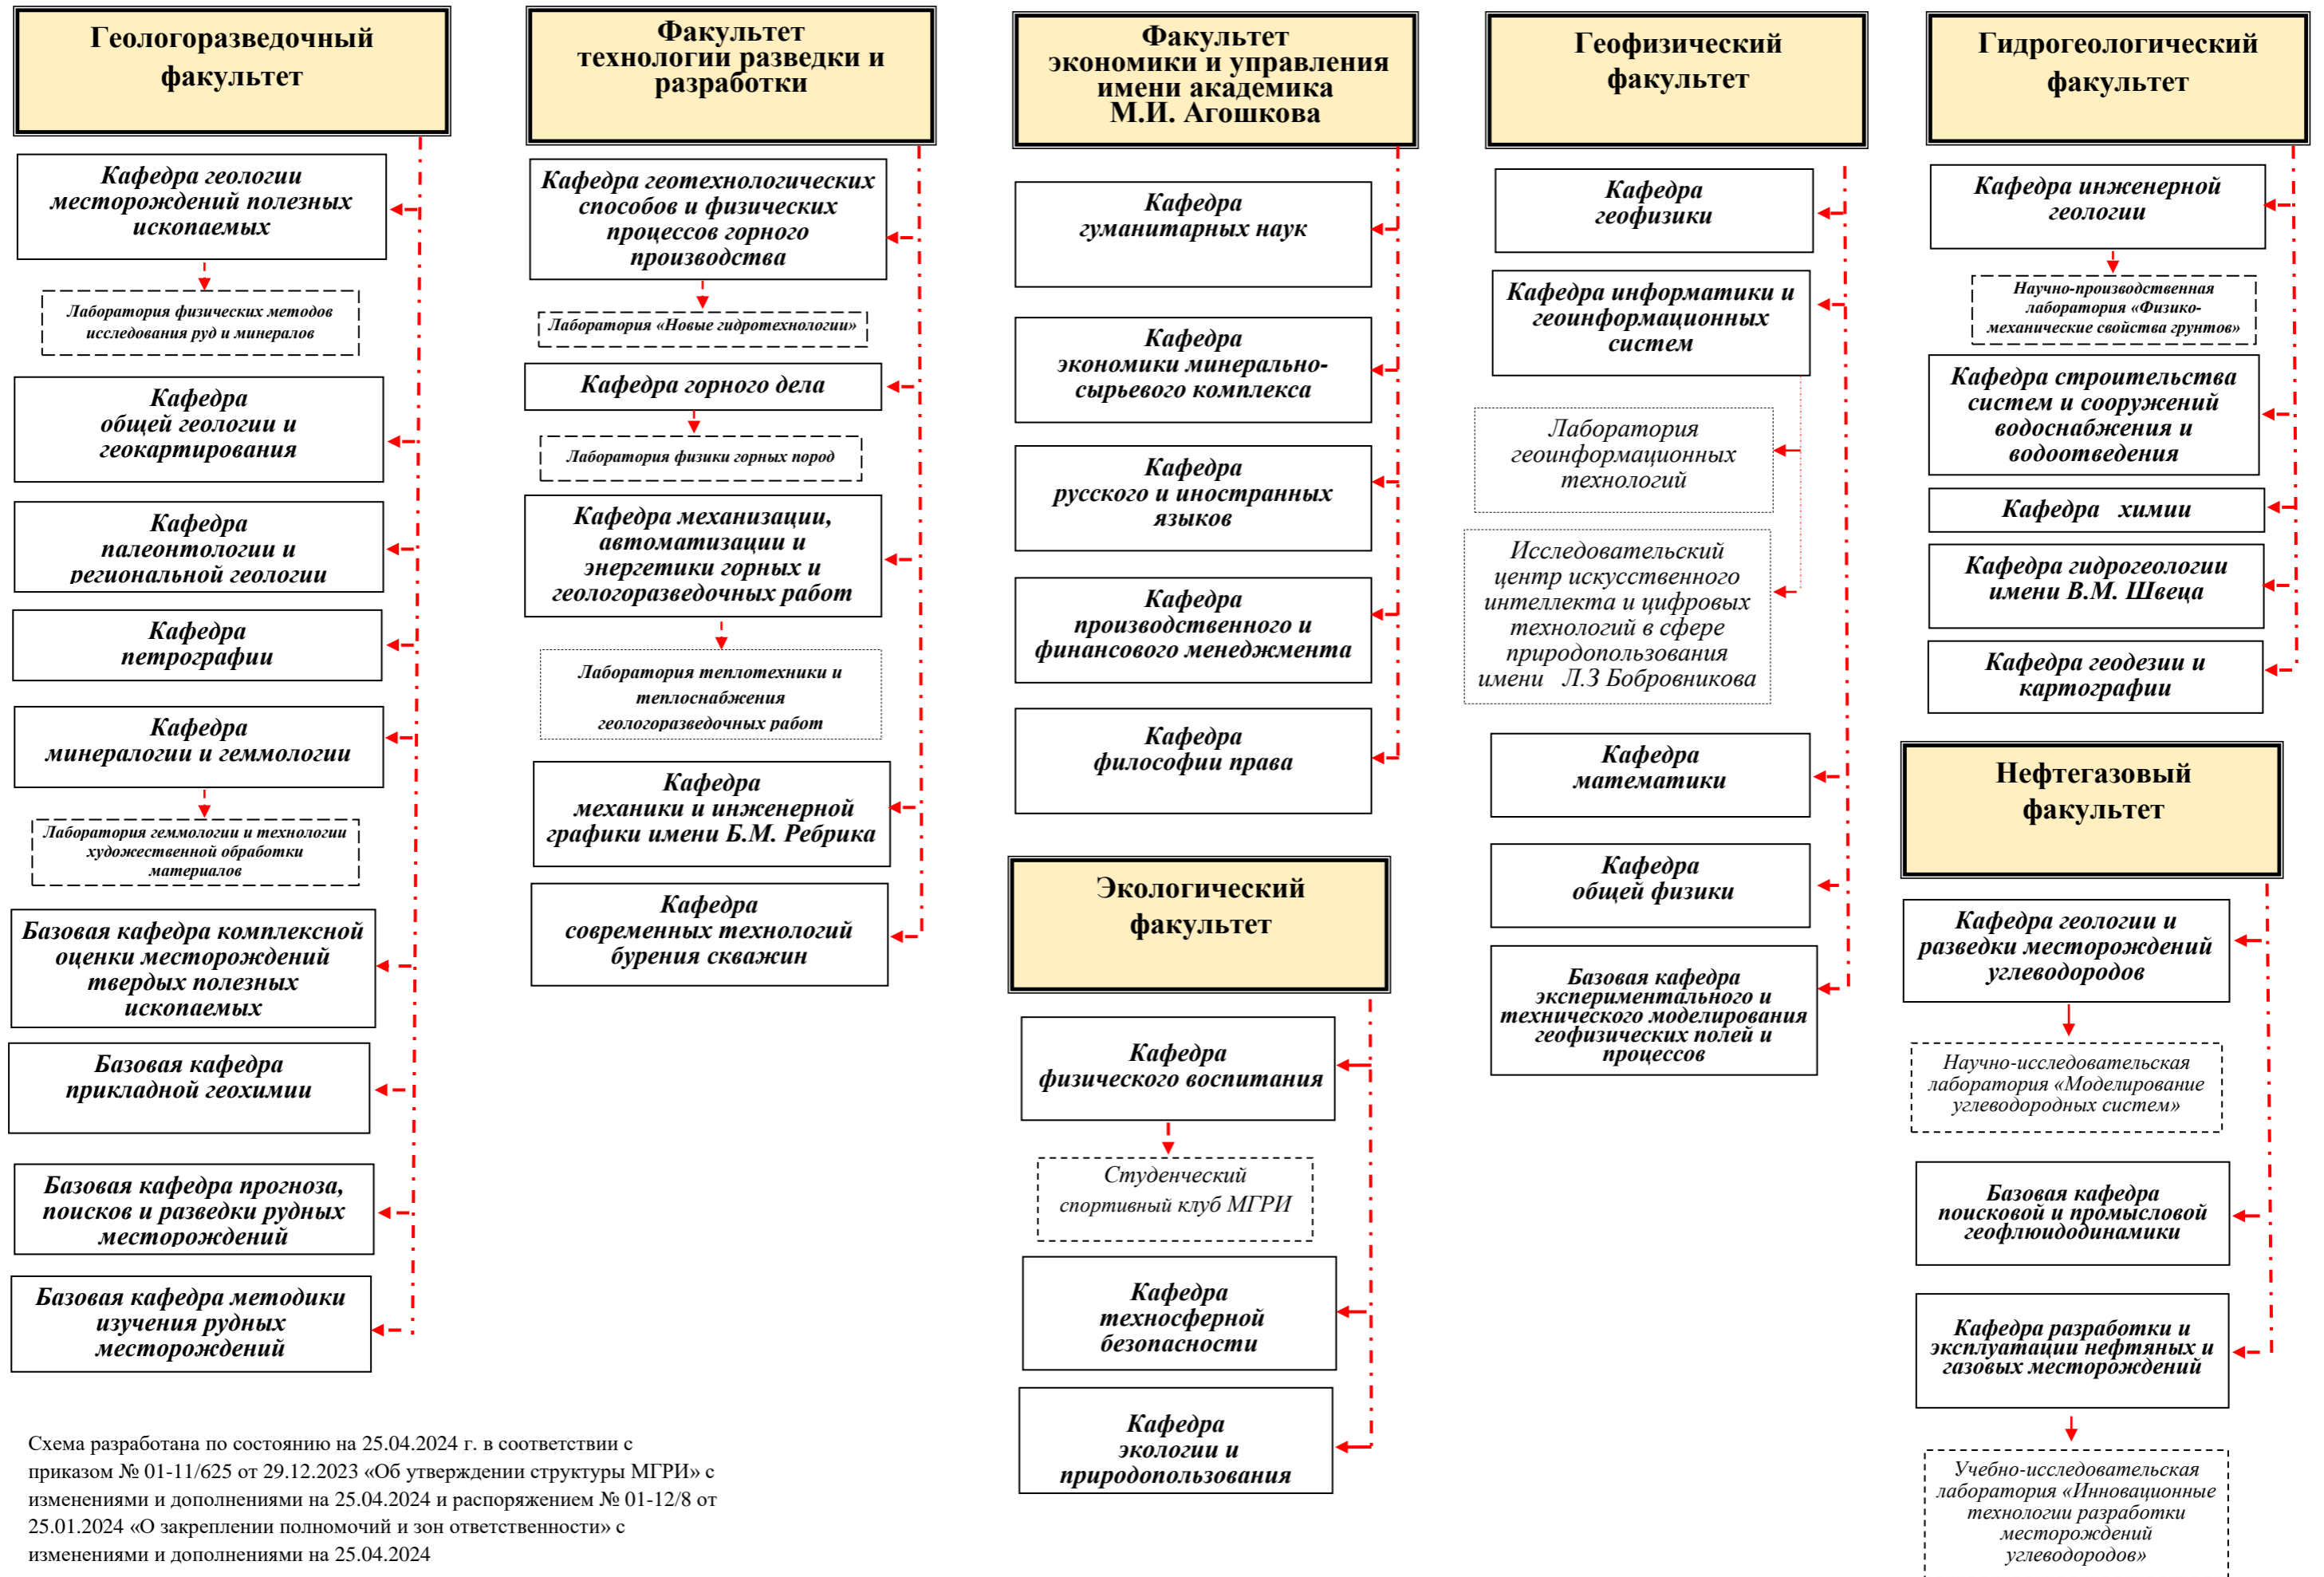 Геологоразведочный
факультет
Кафедра геологии
месторождений полезных
ископаемых
Лаборатория физических методов
исследования руд и минералов
Кафедра
общей геологии и
геокартирования
Кафедра
палеонтологии и
региональной геологии
Кафедра
петрографии
Кафедра
минералогии и геммологии
Лаборатория геммологии и технологии
художественной обработки
материалов
Базовая кафедра комплексной
оценки месторождений
твердых полезных
ископаемых
Базовая кафедра
прикладной геохимии
Базовая кафедра прогноза,
поисков и разведки рудных
месторождений
Базовая кафедра методики
изучения рудных
месторождений
Факультет
технологии разведки и
разработки
Кафедра геотехнологических
способов и физических
процессов горного
производства
Лаборатория «Новые гидротехнологии»
Кафедра горного дела
Лаборатория физики горных пород
Кафедра механизации,
автоматизации и
энергетики горных и
геологоразведочных работ
Лаборатория теплотехники и
теплоснабжения
геологоразведочных работ
Кафедра
механики и инженерной
графики имени Б.М. Ребрика
Кафедра
современных технологий
бурения скважин
Факультет
экономики и управления
имени академика
М.И. Агошкова
Кафедра
гуманитарных наук
Кафедра
экономики минерально-
сырьевого комплекса
Кафедра
русского и иностранных
языков
Кафедра
производственного и
финансового менеджмента
Кафедра
философии права
Экологический
факультет
Кафедра
физического воспитания
Студенческий
спортивный клуб МГРИ
Кафедра
техносферной
безопасности
Кафедра
экологии и
природопользования
Геофизический
факультет
Кафедра
геофизики
Кафедра информатики и
геоинформационных
систем
Лаборатория
геоинформационных
технологий
Исследовательский
центр искусственного
интеллекта и цифровых
технологий в сфере
природопользования
имени Л.З Бобровникова
Кафедра
математики
Кафедра
общей физики
Базовая кафедра
экспериментального и
технического моделирования
геофизических полей и
процессов
Гидрогеологический
факультет
Кафедра инженерной
геологии
Научно-производственная
лаборатория «Физико-
механические свойства грунтов»
Кафедра строительства
систем и сооружений
водоснабжения и
водоотведения
Кафедра химии
Кафедра гидрогеологии
имени В.М. Швеца
Кафедра геодезии и
картографии
Нефтегазовый
факультет
Кафедра геологии и
разведки месторождений
углеводородов
Научно-исследовательская
лаборатория «Моделирование
углеводородных систем»
Базовая кафедра
поисковой и промысловой
геофлюидодинамики
Кафедра разработки и
эксплуатации нефтяных и
газовых месторождений
Учебно-исследовательская
лаборатория «Инновационные
технологии разработки
месторождений
углеводородов»
Схема разработана по состоянию на 25.04.2024 г. в соответствии с
приказом № 01-11/625 от 29.12.2023 «Об утверждении структуры МГРИ» с
изменениями и дополнениями на 25.04.2024 и распоряжением № 01-12/8 от
25.01.2024 «О закреплении полномочий и зон ответственности» с
изменениями и дополнениями на 25.04.2024